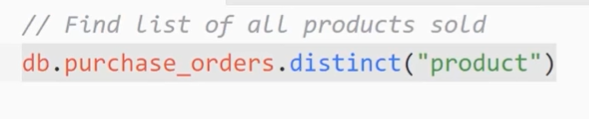 // Find list of all products sold
db.purchase_orders.distinct("product")